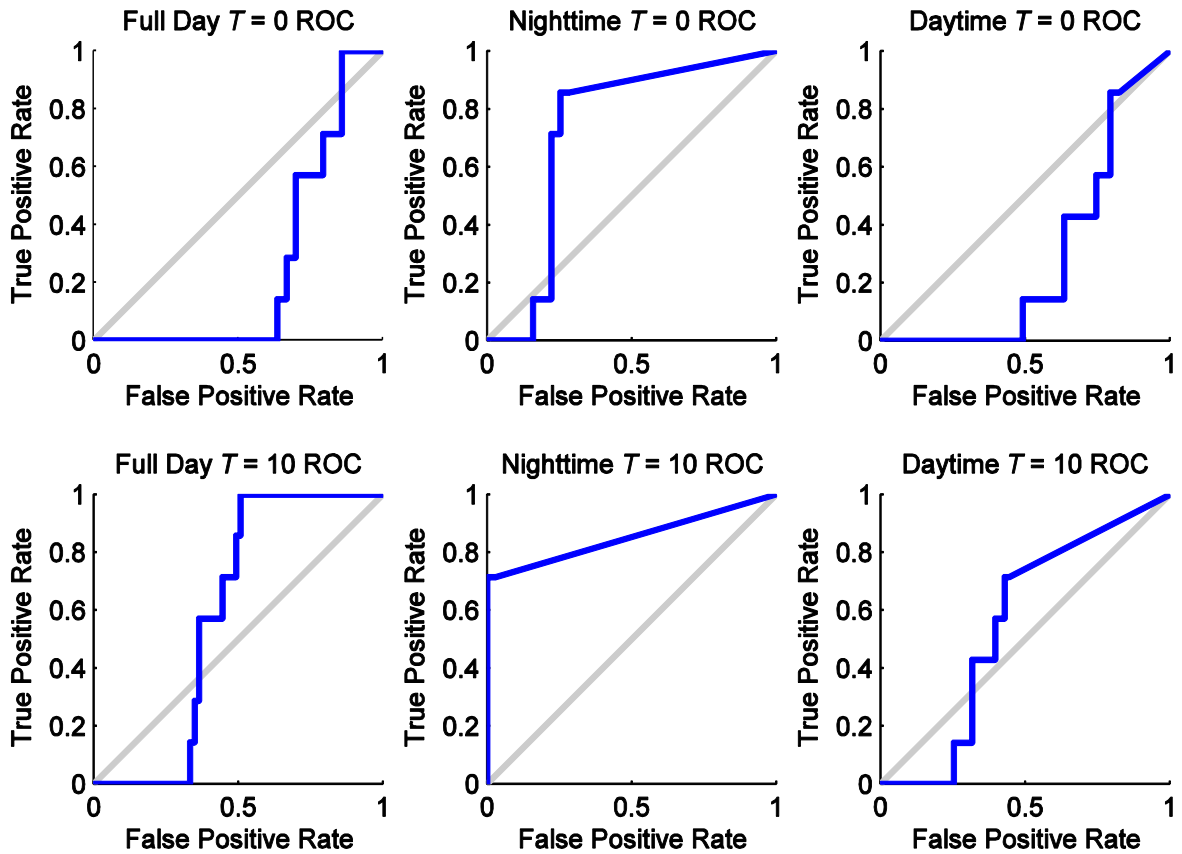 Full Day T = 0 ROC
1
0.8
0.6
0.4
0.2
0
True Positive Rate
0 0.5 1
False Positive Rate
Nighttime T = 0 ROC
1
0.8
0.6
0.4
0.2
0
True Positive Rate
0 0.5 1
False Positive Rate
Daytime T = 0 ROC
1
0.8
0.6
0.4
0.2
0
True Positive Rate
0 0.5 1
False Positive Rate
Full Day T = 10 ROC
1
0.8
0.6
0.4
0.2
0
True Positive Rate
0 0.5 1
False Positive Rate
Nighttime T = 10 ROC
1
0.8
0.6
0.4
0.2
0
True Positive Rate
0 0.5 1
False Positive Rate
Daytime T = 10 ROC
1
0.8
0.6
0.4
0.2
0
True Positive Rate
0 0.5 1
False Positive Rate